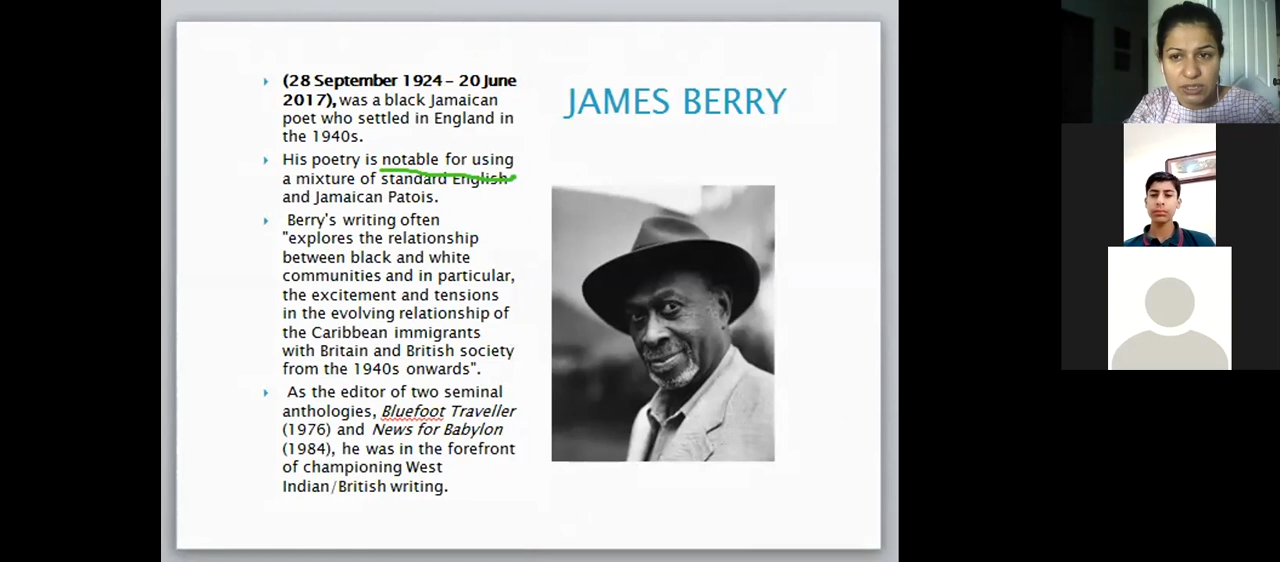 JAMES BERRY
(28 September 1924 – 20 June
2017), was a black Jamaican
poet who settled in England in
the 1940s.
His poetry is notable for using
a mixture of standard English
and Jamaican Patois.
Berry's writing often
"explores the relationship
between black and white
communities and in particular,
the excitement and tensions
in the evolving relationship of
the Caribbean immigrants
with Britain and British society
from the 1940s onwards".
As the editor of two seminal
anthologies, Bluefoot Traveller
(1976) and News for Babylon
(1984), he was in the forefront
of championing West
Indian/British writing.